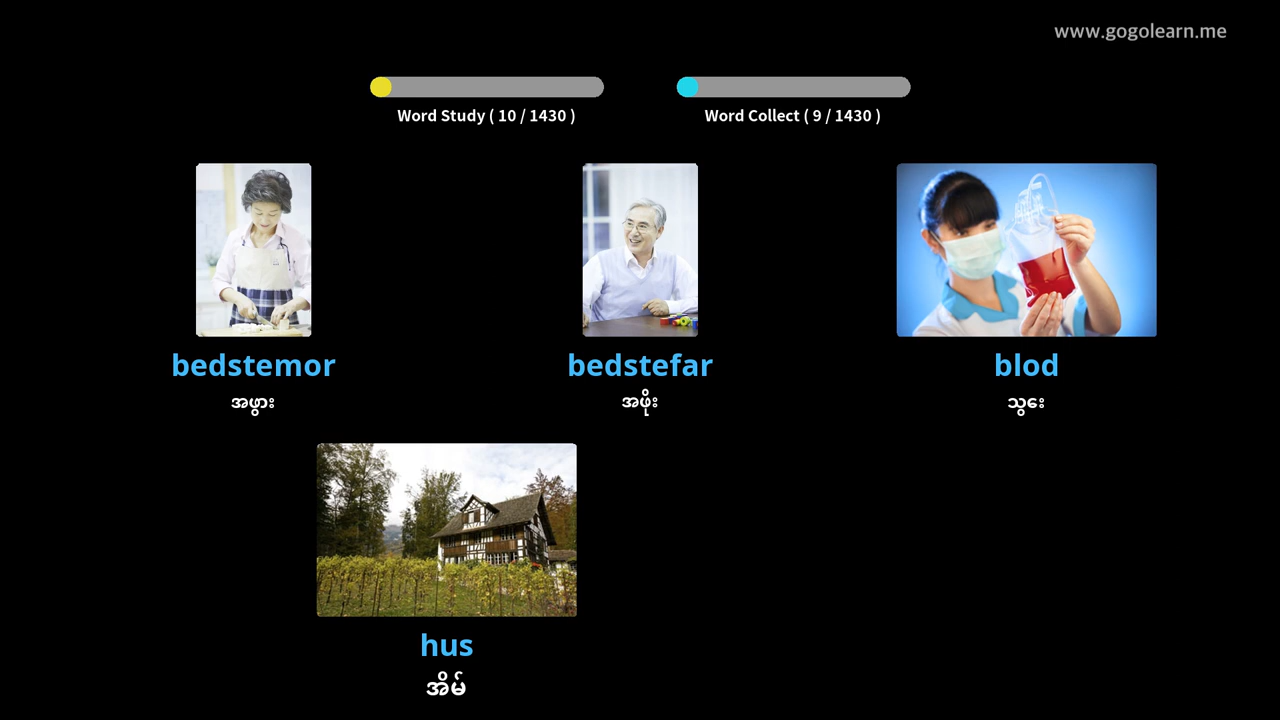 www.gogolearn.me
Word Study ( 10 / 1430 )
Word Collect ( 9 / 1430 )
bedstemor
အဖွား
bedstefar
အဖိုး
blod
သွေး
hus
အိမ်